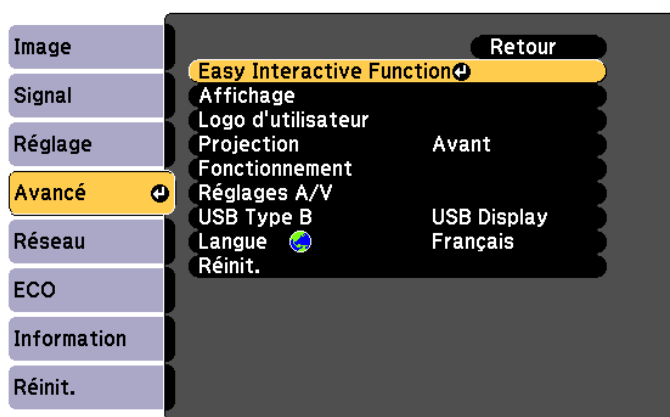 Image
Signal
Réglage
Avancé
Réseau
ECO
Information
Réinit.
Retour
Easy Interactive Function
Affichage
Logo d'utilisateur
Projection Avant
Fonctionnement
Réglages A/V
USB Type B USB Display
Langue Français
Réinit.